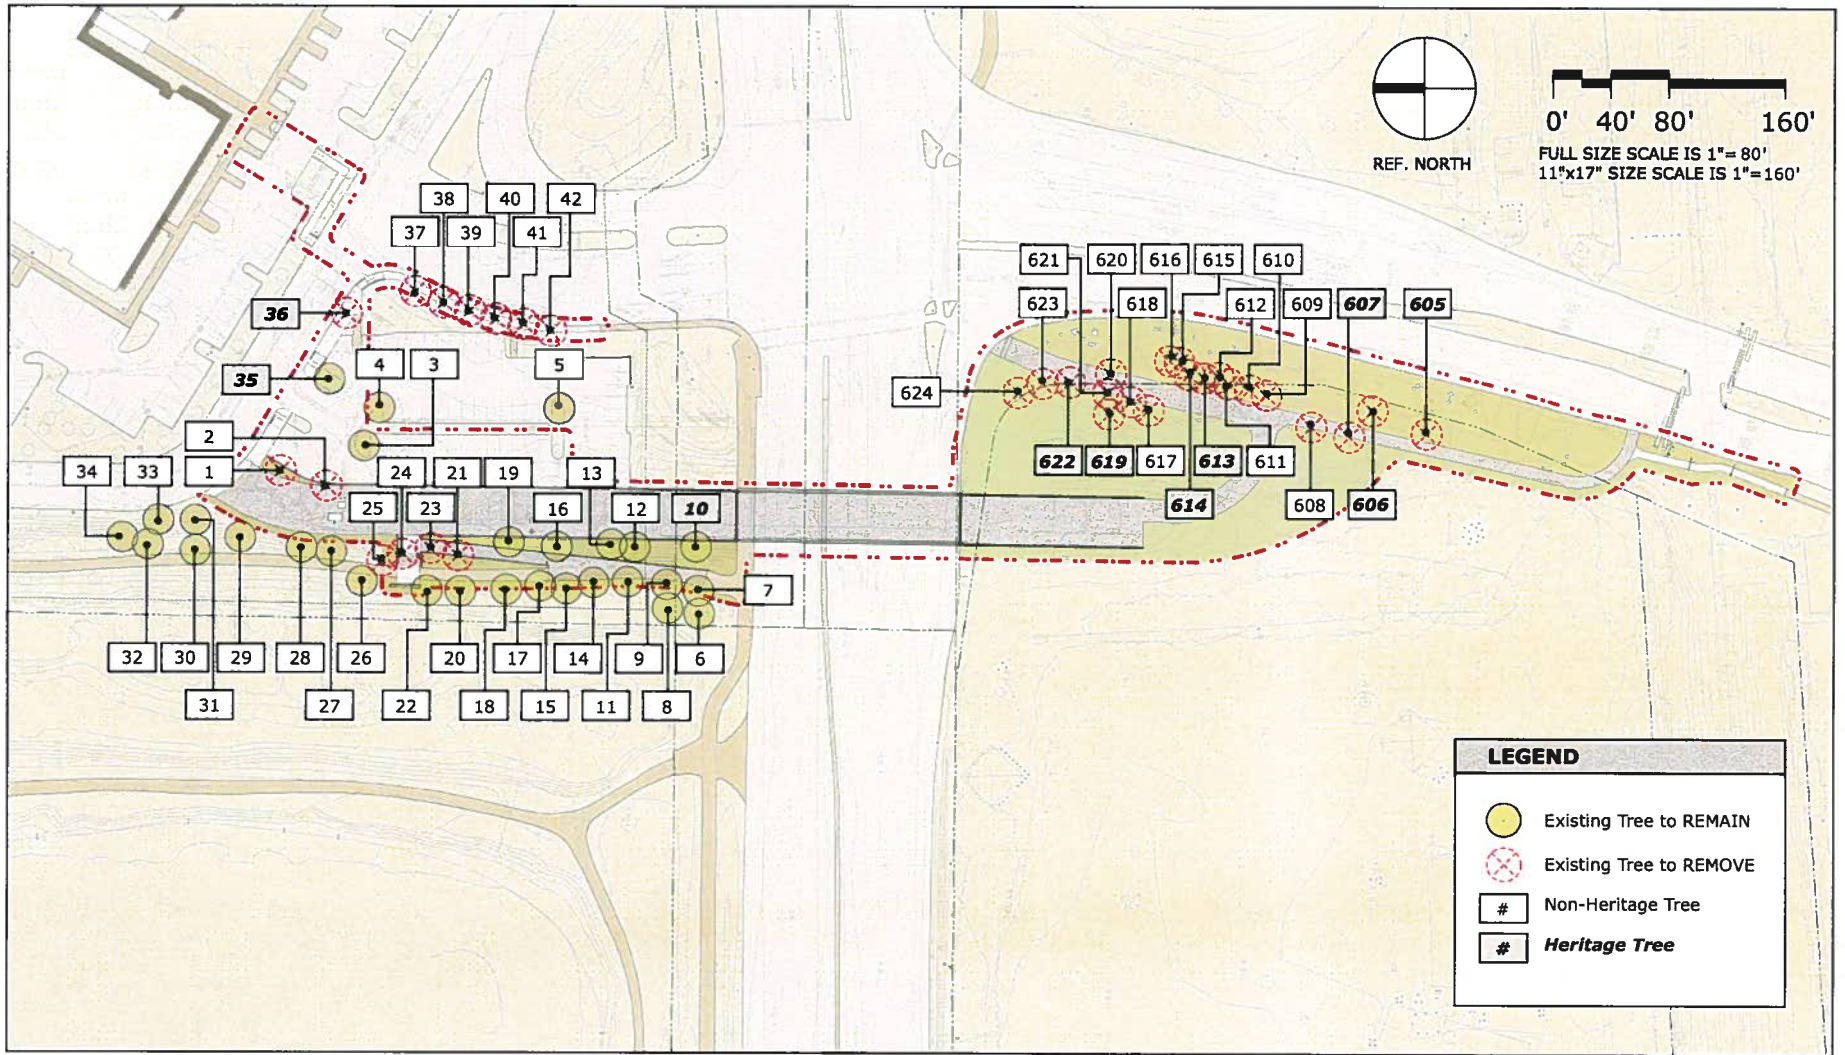 0' 40' 80' 160'
REF. NORTH
FULL SIZE SCALE IS 1"=80'
11"x17" SIZE SCALE IS 1"=160'
38 40 42
37 39 41
36
35
4 3 5
2
1
34 33 24 21 19 13
25 23 16 12 10
7
32 30 29 28 26 20 17 14 9 6
31 27 22 18 15 11 8
621 620 616 615 610
623 618 612 609 607 605
624
622 619 617 613 611
614 608 606
LEGEND
Existing Tree to REMAIN
Existing Tree to REMOVE
# Non-Heritage Tree
# Heritage Tree